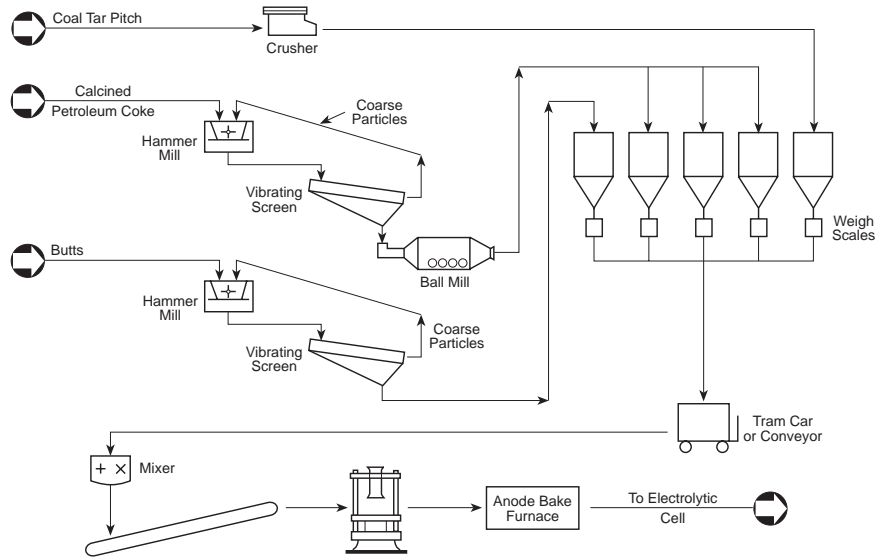 Coal Tar Pitch
Crusher
Calcined
Petroleum Coke
Coarse
Particles
Hammer
Mill
Vibrating
Screen
Weigh
Scales
Butts
Ball Mill
Hammer
Mill
Coarse
Particles
Vibrating
Screen
Tram Car
or Conveyor
Mixer
Anode Bake
Furnace
To Electrolytic
Cell